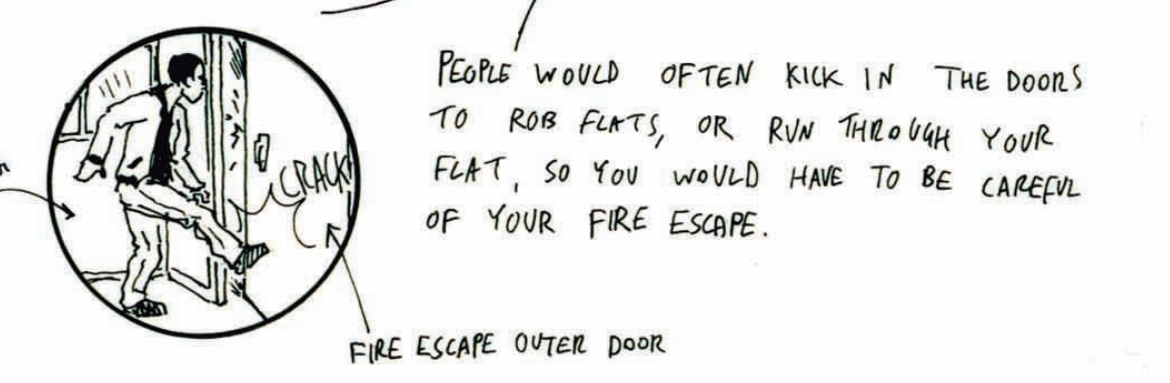 PEOPLE WOULD OFTEN KICK IN THE DOORS
TO ROB FLATS, OR RUN THROUGH YOUR
FLAT, SO YOU WOULD HAVE TO BE CAREFUL
OF YOUR FIRE ESCAPE.
CRACK
FIRE ESCAPE OUTER DOOR